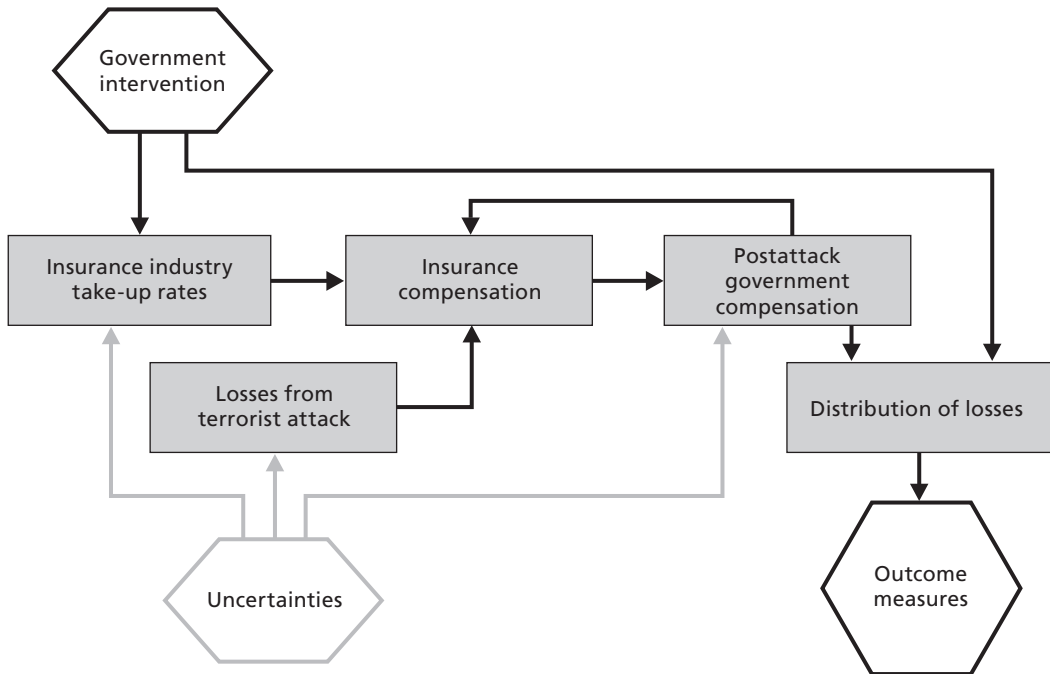 Government
intervention
Insurance industry
take-up rates
Insurance
compensation
Postattack
government
compensation
Losses from
terrorist attack
Distribution of losses
Uncertainties
Outcome
measures